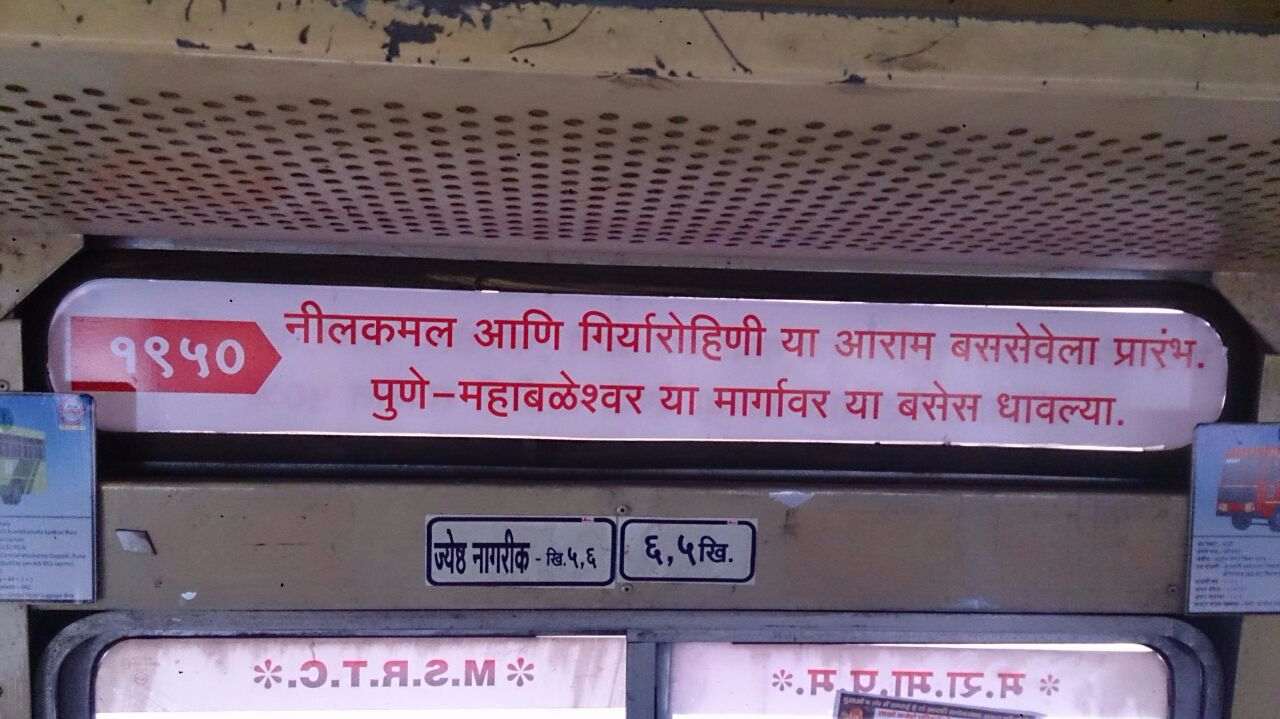 १९५०
नीलकमल आणि गिर्यारोहिणी या आराम बससेवेला प्रारंभ.
पुणे-महाबळेश्वर या मार्गावर या बसेस धावल्या.
ज्येष्ठ नागरीक - खि.५,६
६,५खि.
* M.S.R.T.C. *
* म.रा.मा.प.म. *